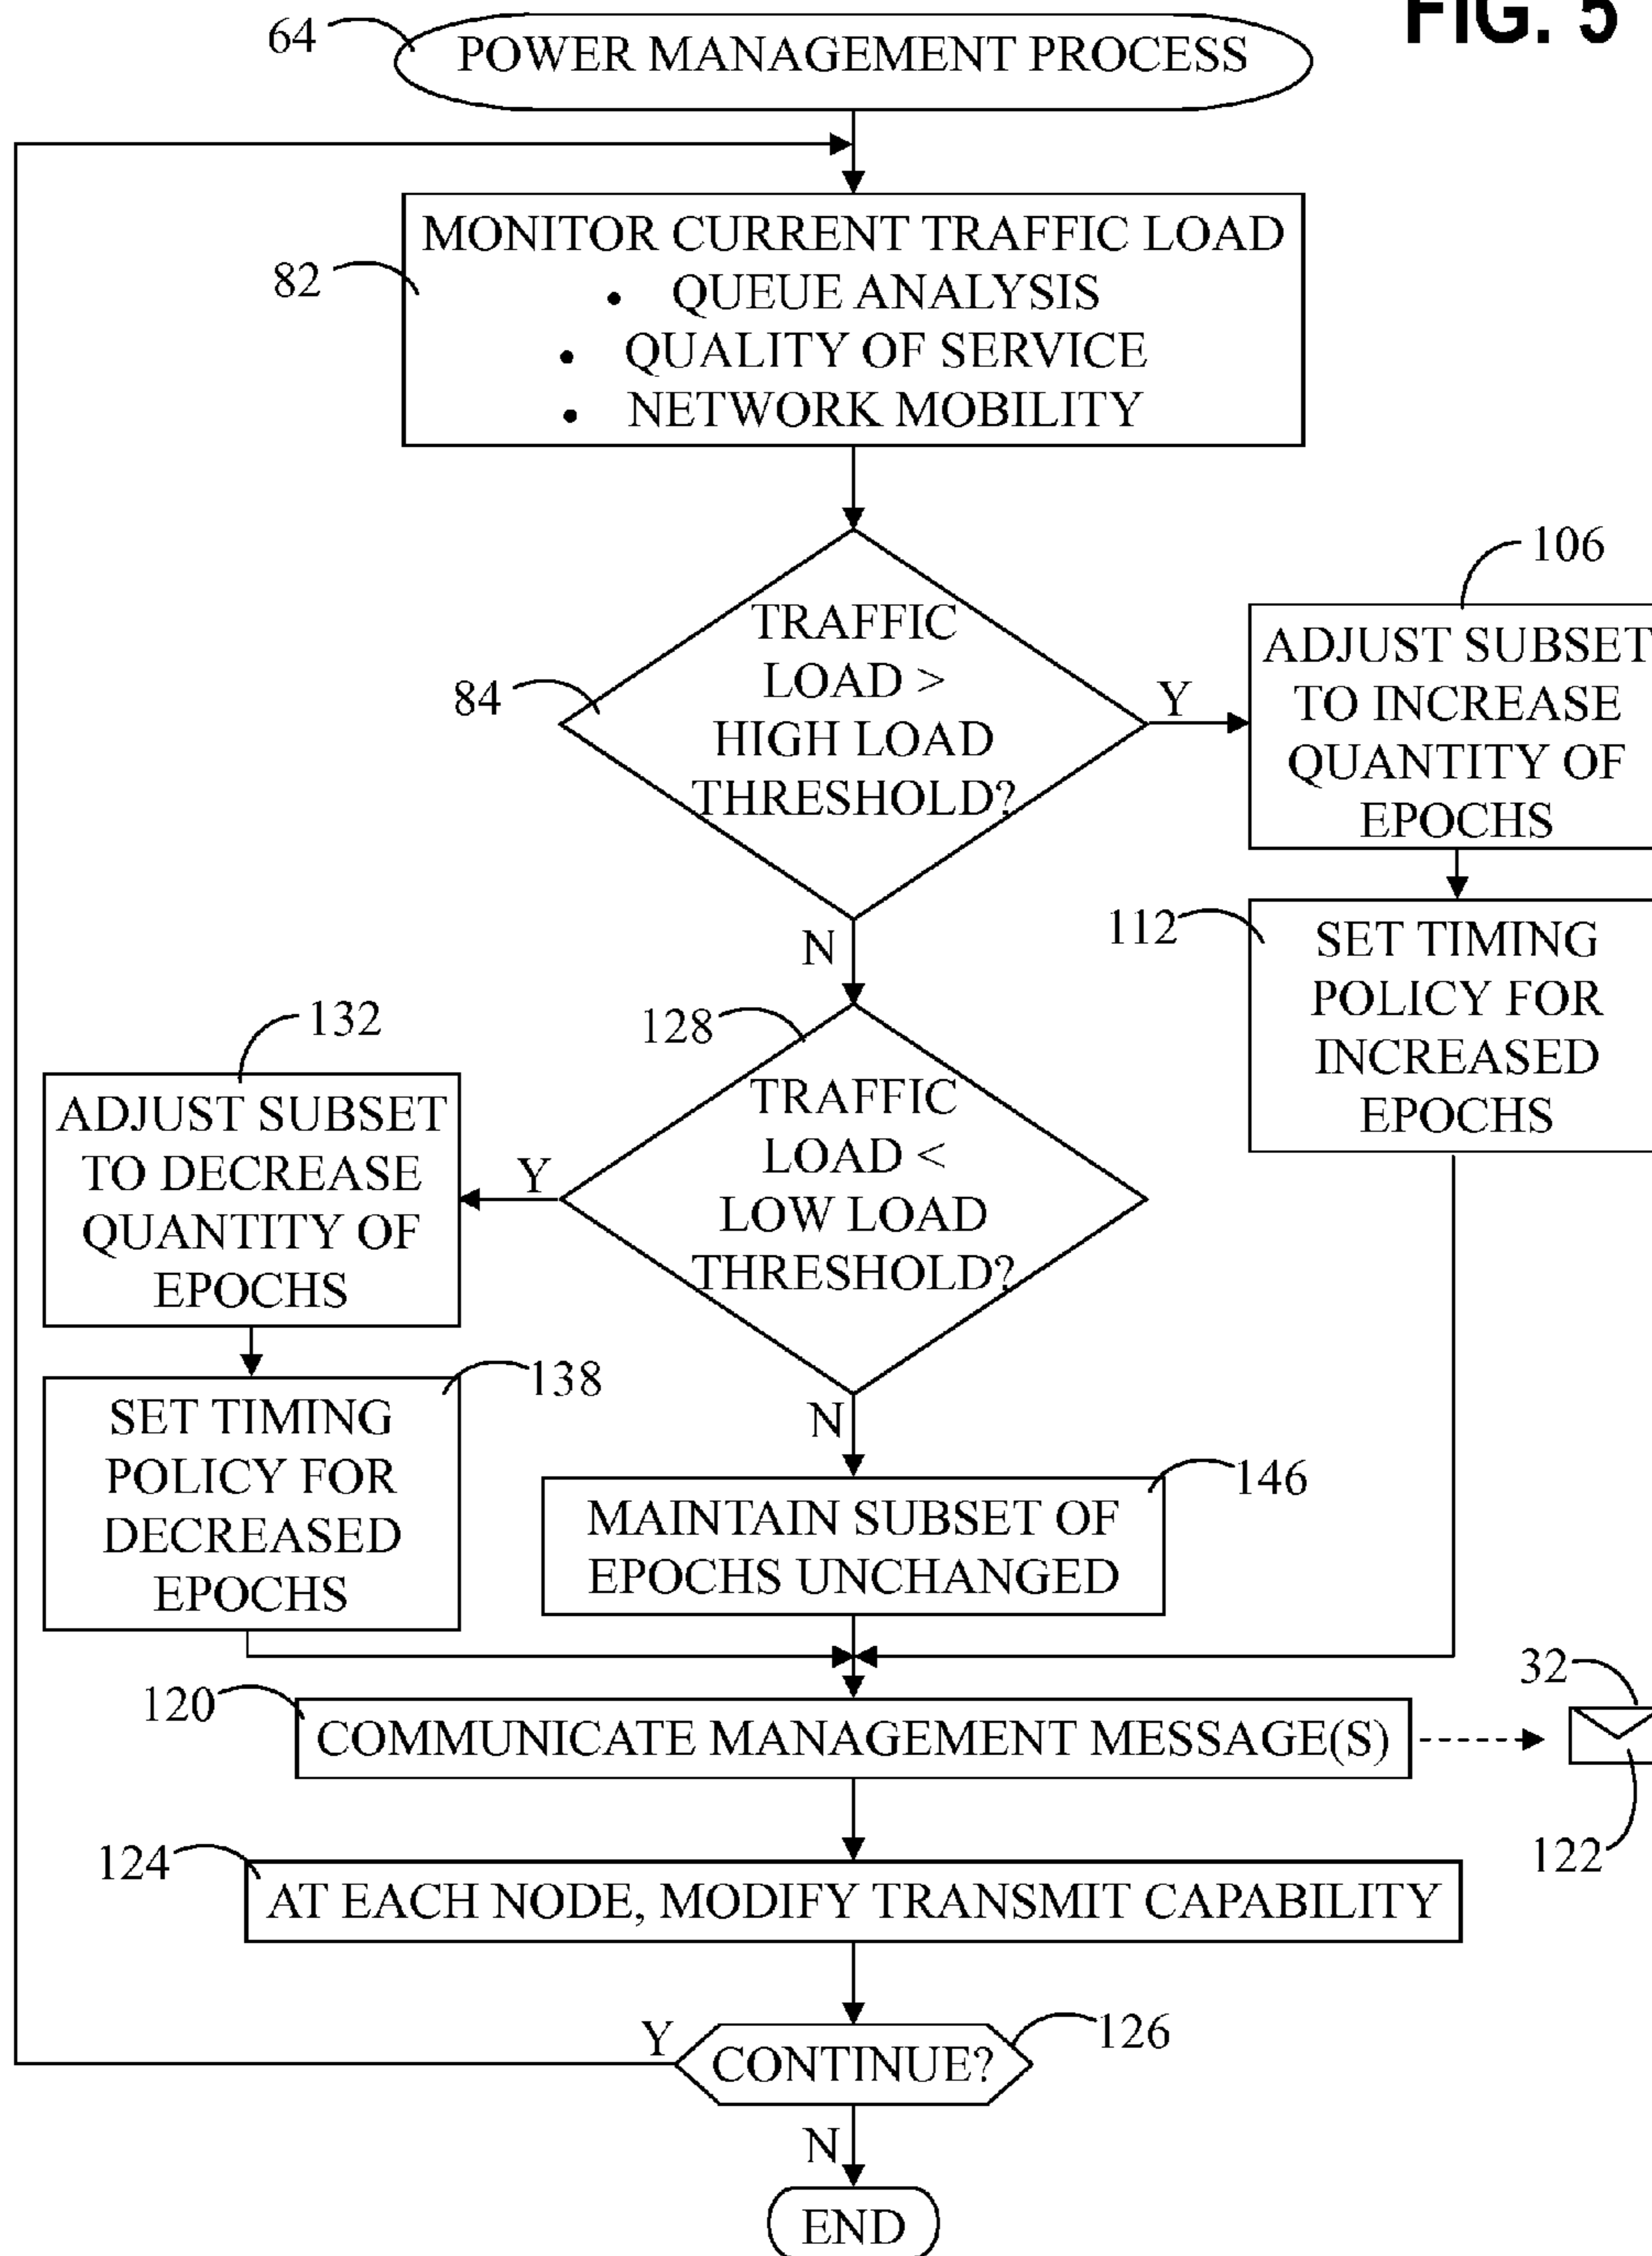 FIG. 5
64
POWER MANAGEMENT PROCESS
82
MONITOR CURRENT TRAFFIC LOAD
• QUEUE ANALYSIS
• QUALITY OF SERVICE
• NETWORK MOBILITY
84
TRAFFIC
LOAD >
HIGH LOAD
THRESHOLD?
Y
N
106
ADJUST SUBSET
TO INCREASE
QUANTITY OF
EPOCHS
112
SET TIMING
POLICY FOR
INCREASED
EPOCHS
128
TRAFFIC
LOAD <
LOW LOAD
THRESHOLD?
Y
N
132
ADJUST SUBSET
TO DECREASE
QUANTITY OF
EPOCHS
138
SET TIMING
POLICY FOR
DECREASED
EPOCHS
146
MAINTAIN SUBSET OF
EPOCHS UNCHANGED
120
COMMUNICATE MANAGEMENT MESSAGE(S)
32
122
124
AT EACH NODE, MODIFY TRANSMIT CAPABILITY
126
CONTINUE?
Y
N
END